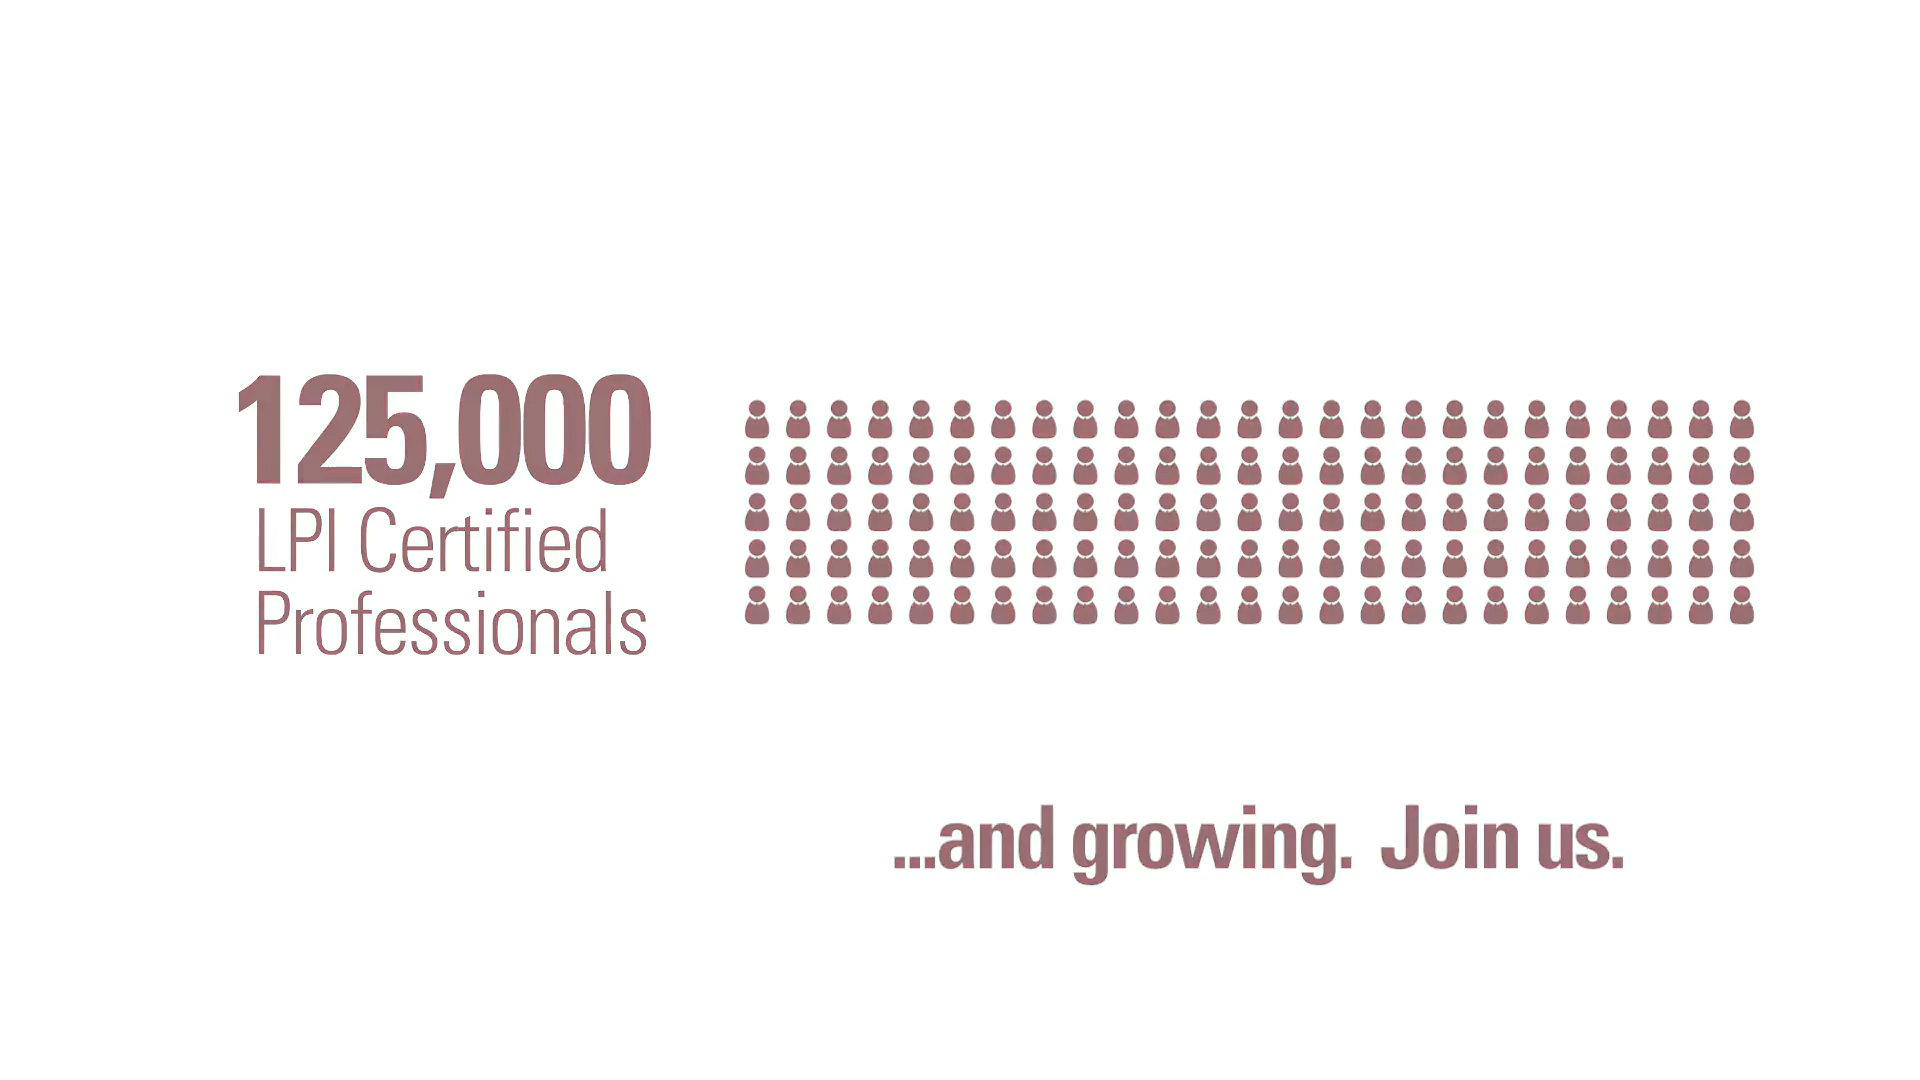 125,000
LPI Certified
Professionals
...and growing. Join us.